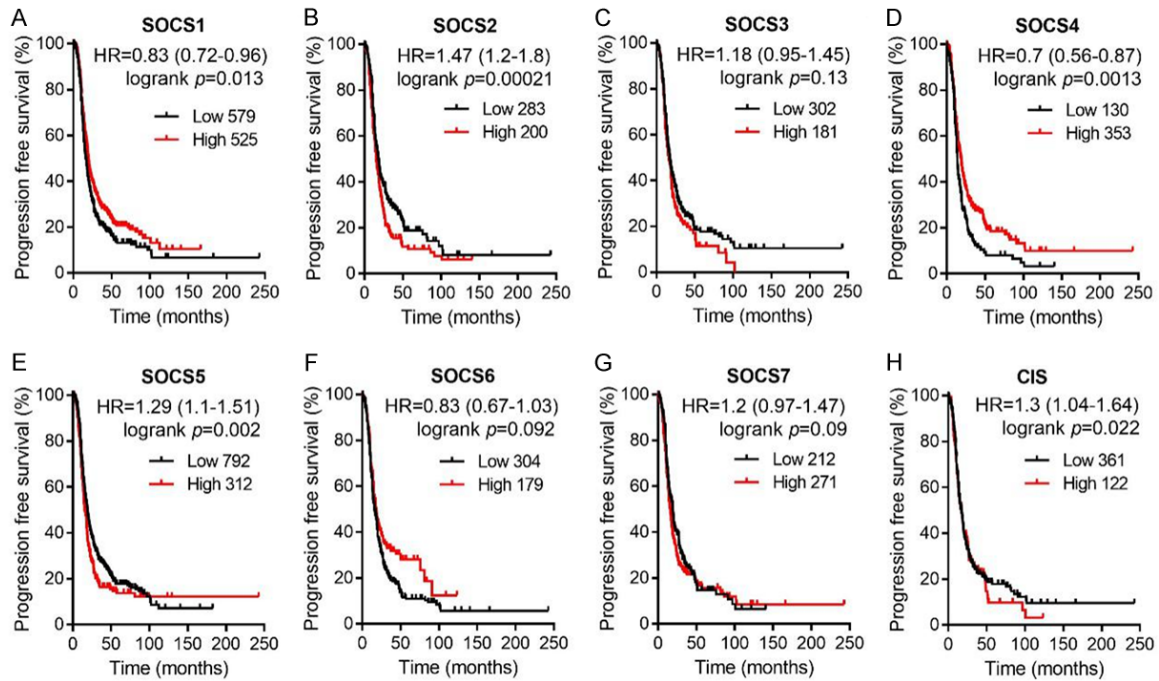 A
SOCS1
HR=0.83 (0.72-0.96)
logrank p=0.013
Low 579
High 525
Progression free survival (%)
100
80
60
40
20
0
0 50 100 150 200 250
Time (months)
B
SOCS2
HR=1.47 (1.2-1.8)
logrank p=0.00021
Low 283
High 200
Progression free survival (%)
100
80
60
40
20
0
0 50 100 150 200 250
Time (months)
C
SOCS3
HR=1.18 (0.95-1.45)
logrank p=0.13
Low 302
High 181
Progression free survival (%)
100
80
60
40
20
0
0 50 100 150 200 250
Time (months)
D
SOCS4
HR=0.7 (0.56-0.87)
logrank p=0.0013
Low 130
High 353
Progression free survival (%)
100
80
60
40
20
0
0 50 100 150 200 250
Time (months)
E
SOCS5
HR=1.29 (1.1-1.51)
logrank p=0.002
Low 792
High 312
Progression free survival (%)
100
80
60
40
20
0
0 50 100 150 200 250
Time (months)
F
SOCS6
HR=0.83 (0.67-1.03)
logrank p=0.092
Low 304
High 179
Progression free survival (%)
100
80
60
40
20
0
0 50 100 150 200 250
Time (months)
G
SOCS7
HR=1.2 (0.97-1.47)
logrank p=0.09
Low 212
High 271
Progression free survival (%)
100
80
60
40
20
0
0 50 100 150 200 250
Time (months)
H
CIS
HR=1.3 (1.04-1.64)
logrank p=0.022
Low 361
High 122
Progression free survival (%)
100
80
60
40
20
0
0 50 100 150 200 250
Time (months)